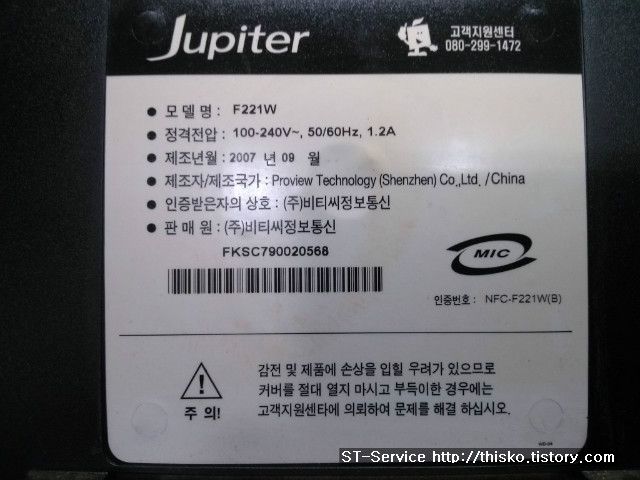 Jupiter
고객지원센터
080-299-1472
• 모 델 명 : F221W
• 정격전압 : 100-240V~, 50/60Hz, 1.2A
• 제조년월 : 2007 년 09 월
• 제조자/제조국가 : Proview Technology (Shenzhen) Co.,Ltd. /China
• 인증받은자의 상호 : (주)비티씨정보통신
• 판 매 원 : (주)비티씨정보통신
FKSC790020568
MIC
인증번호 : NFC-F221W(B)
감전 및 제품에 손상을 입힐 우려가 있으므로
커버를 절대 열지 마시고 부득이한 경우에는
고객지원센타에 의뢰하여 문제를 해결 하십시오.
주 의!
ST-Service http://thisko.tistory.com